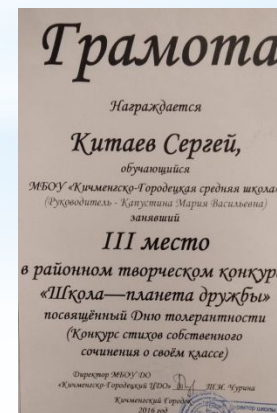 Грамота
Награждается
Китаев Сергей,
обучающийся
МБОУ «Кичменгско-Городецкая средняя школа»
(Руководитель - Капустина Мария Васильевна)
занявший
III место
в районном творческом конкур
«Школа—планета дружбы»
посвящённый Дню толерантности
(Конкурс стихов собственного
сочинения о своём классе)
Директор МБОУ ДО
«Кичменгско-Городецкий ЦДО» Т.Н. Чурина
Кичменгский Городок
2016 год